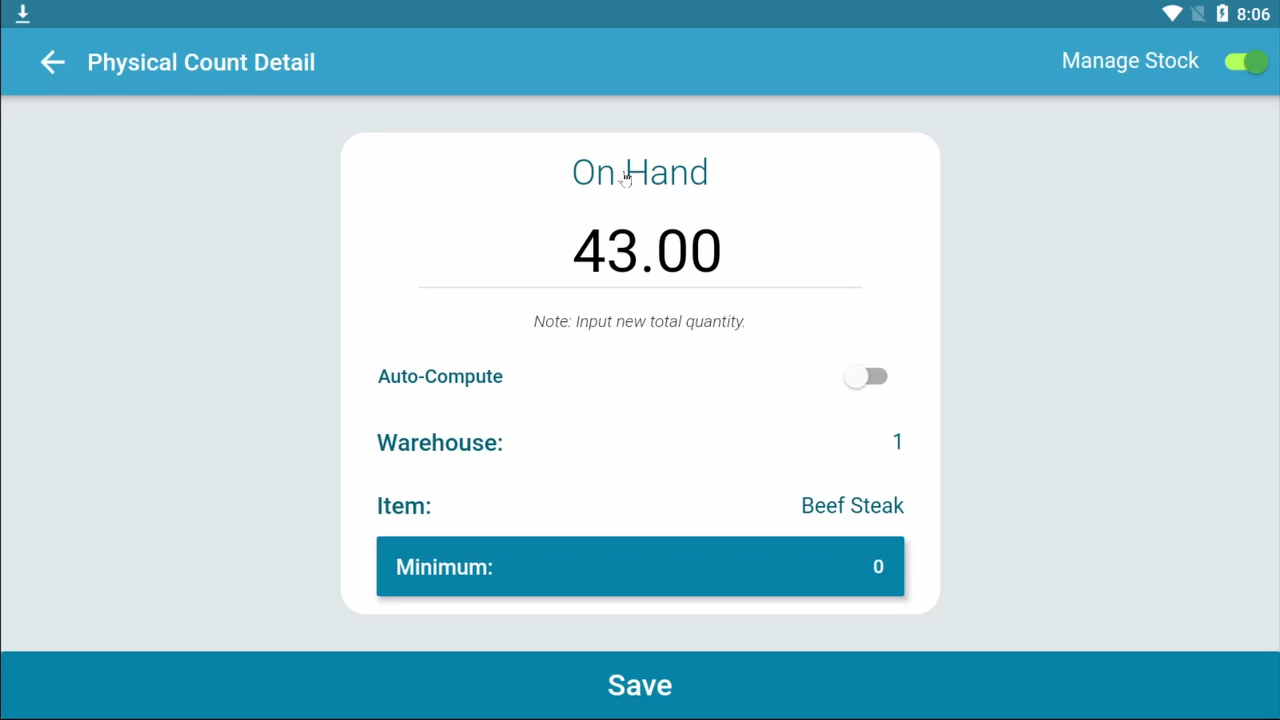 8:06
Physical Count Detail
Manage Stock
On Hand
43.00
Note: Input new total quantity.
Auto-Compute
Warehouse: 1
Item: Beef Steak
Minimum: 0
Save